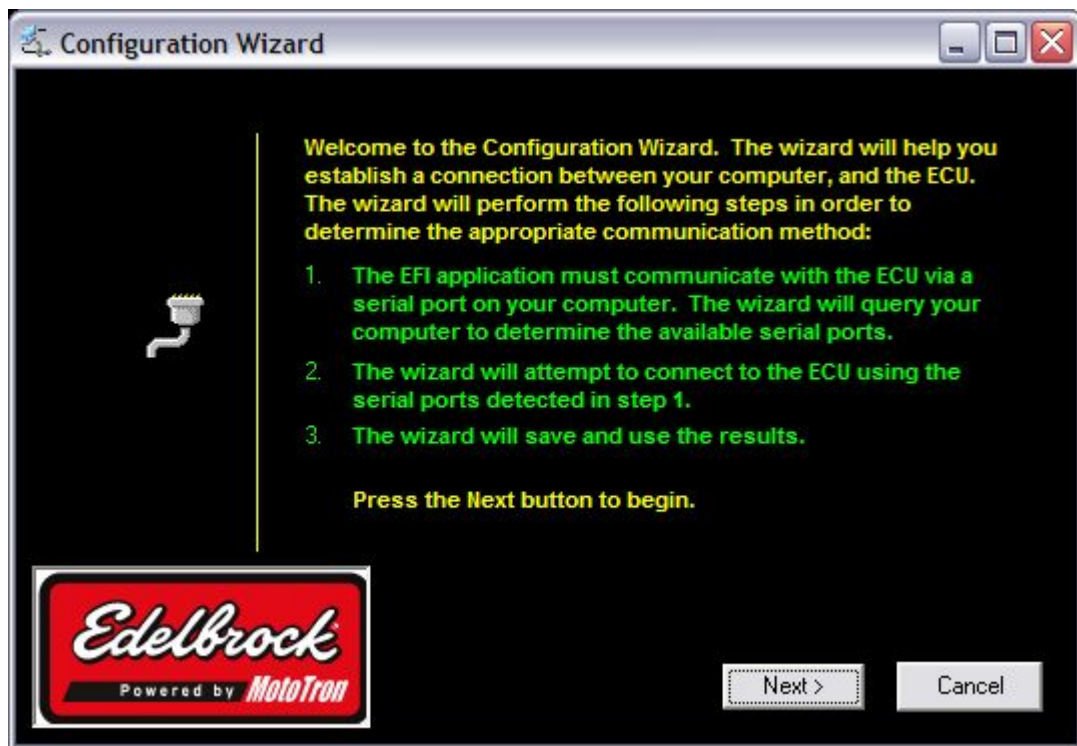 Configuration Wizard
Welcome to the Configuration Wizard. The wizard will help you
establish a connection between your computer, and the ECU.
The wizard will perform the following steps in order to
determine the appropriate communication method:
1. The EFI application must communicate with the ECU via a
serial port on your computer. The wizard will query your
computer to determine the available serial ports.
2. The wizard will attempt to connect to the ECU using the
serial ports detected in step 1.
3. The wizard will save and use the results.
Press the Next button to begin.
Edelbrock
Powered by MotoTron
Next >
Cancel